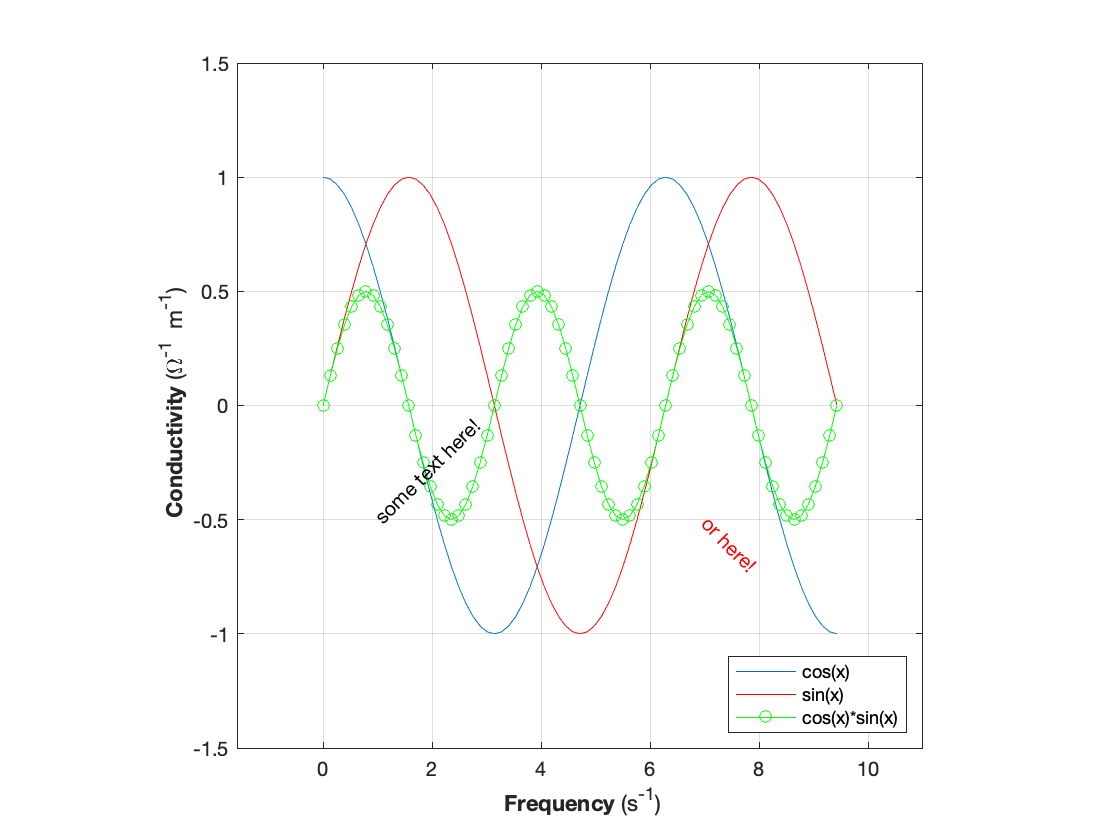 1.5
1
0.5
0
-0.5
-1
-1.5
Conductivity (Ω⁻¹ m⁻¹)
some text here!
or here!
cos(x)
sin(x)
cos(x)*sin(x)
0 2 4 6 8 10
Frequency (s⁻¹)